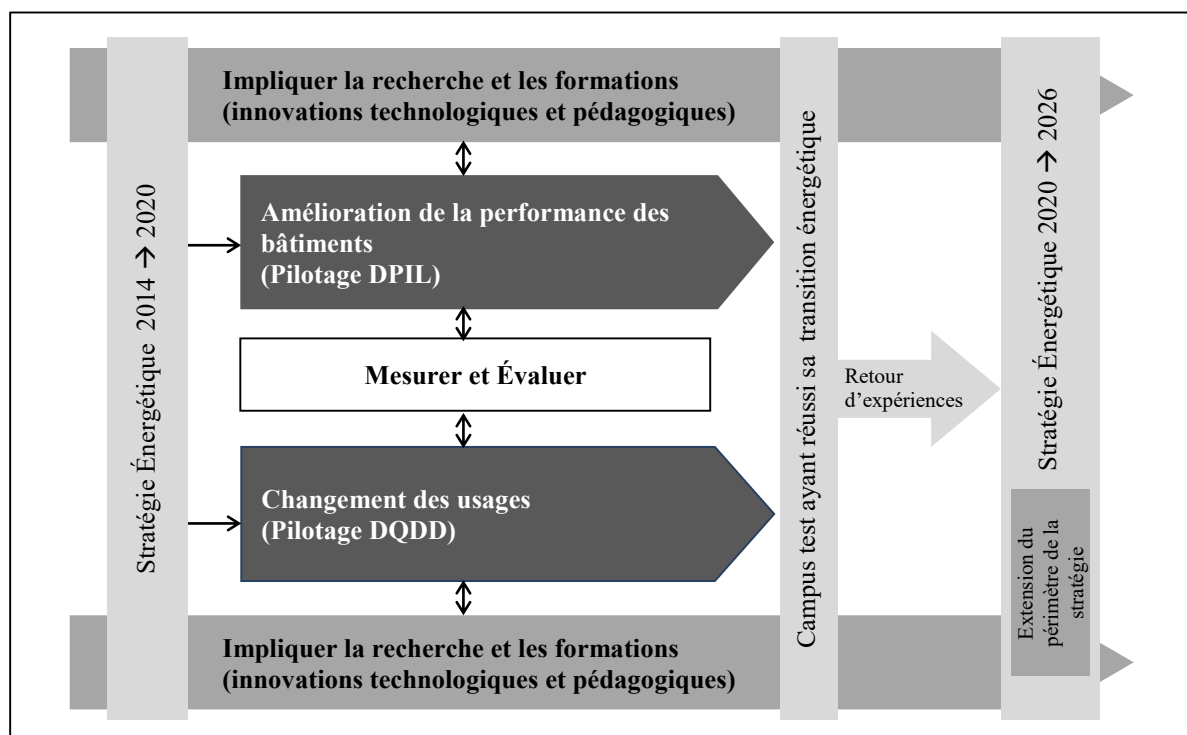 Impliquer la recherche et les formations
(innovations technologiques et pédagogiques)
Stratégie Énergétique 2014 → 2020
Amélioration de la performance des
bâtiments
(Pilotage DPIL)
Mesurer et Évaluer
Changement des usages
(Pilotage DQDD)
Impliquer la recherche et les formations
(innovations technologiques et pédagogiques)
Campus test ayant réussi sa transition énergétique
Retour
d’expériences
Stratégie Énergétique 2020 → 2026
Extension du
périmètre de la
stratégie